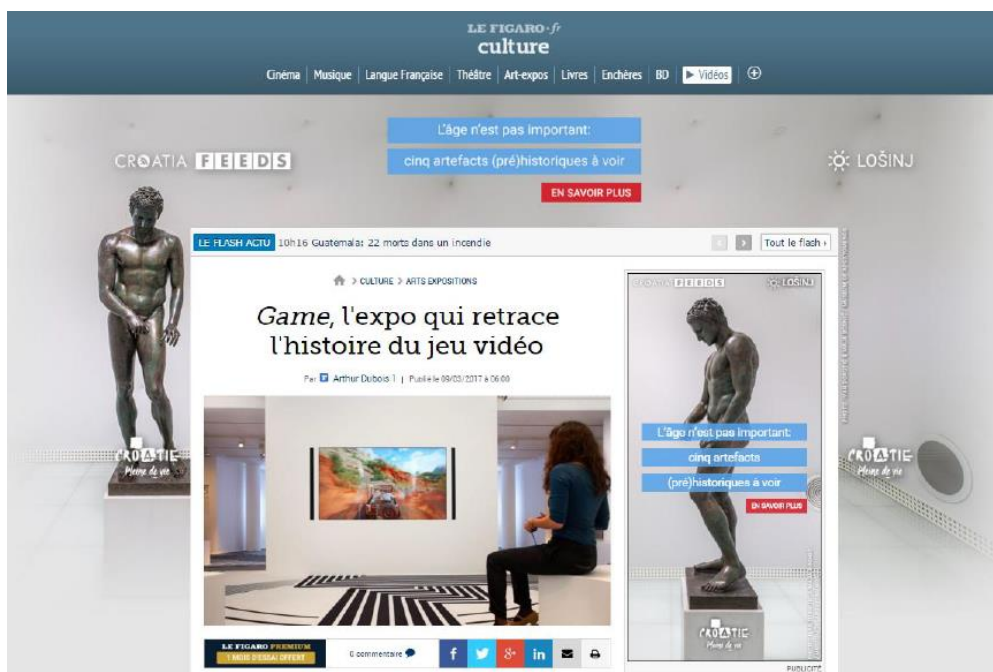 LE FIGARO·fr
culture
Cinéma Musique Langue Française Théâtre Art-expos Livres Enchères BD Vidéos
L'âge n'est pas important:
cinq artefacts (pré)historiques à voir
EN SAVOIR PLUS
CROATIA FEEDS
LOŠINJ
LE FLASH ACTU 10h16 Guatemala: 22 morts dans un incendie
Tout le flash ›
> CULTURE > ARTS EXPOSITIONS
Game, l'expo qui retrace
l'histoire du jeu vidéo
Par Arthur Dubois | Publié le 09/03/2017 à 06:00
CROATIA FEEDS
LOŠINJ
L'âge n'est pas important:
cinq artefacts
(pré)historiques à voir
EN SAVOIR PLUS
CROATIE
Pleine de vie
CROATIE
Pleine de vie
CROATIE
Pleine de vie
LE FIGARO PREMIUM
1 MOIS D'ESSAI OFFERT
0 commentaire
f
8+
in
PUBLICITÉ